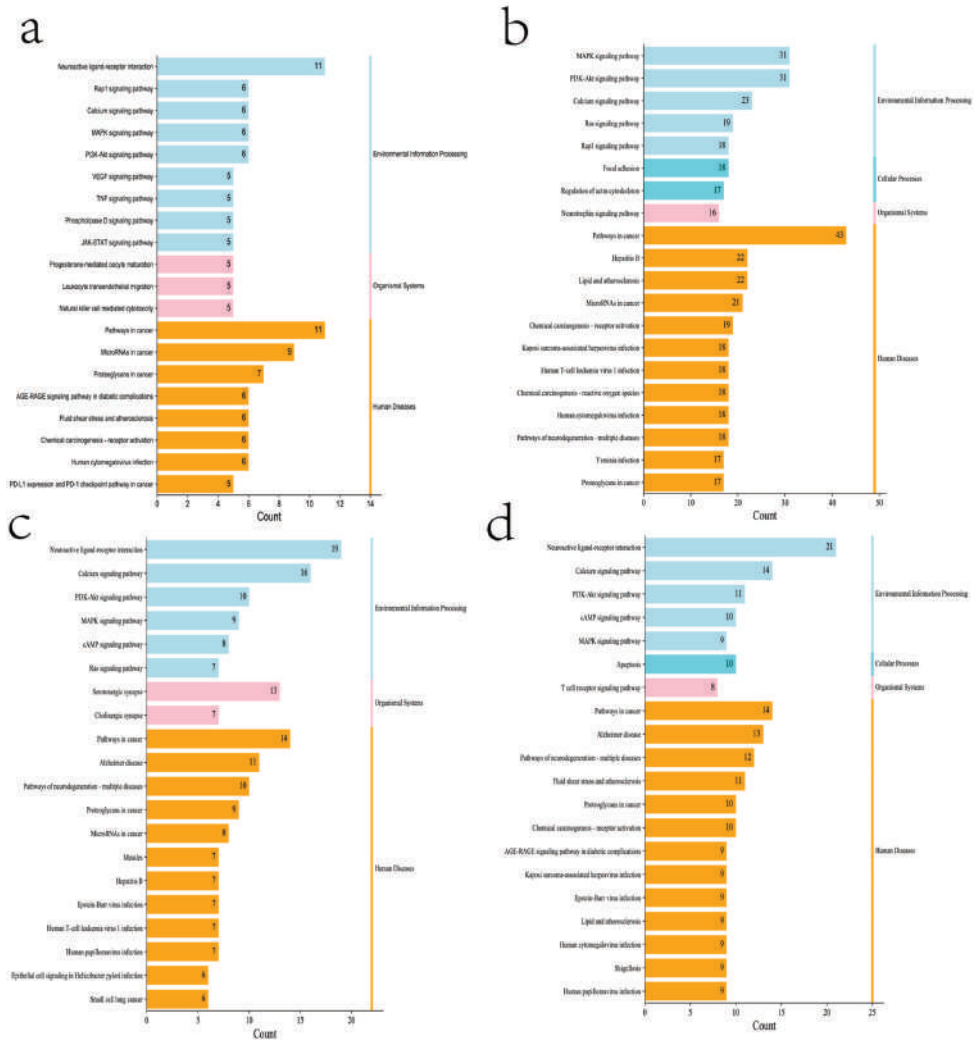 a
Neuroactive ligand-receptor interaction 11
Rap1 signaling pathway 6
Calcium signaling pathway 6
MAPK signaling pathway 6
PI3K-Akt signaling pathway 6
VEGF signaling pathway 5
TNF signaling pathway 5
Phospholipase D signaling pathway 5
JAK-STAT signaling pathway 5
Progesterone-mediated oocyte maturation 5
Leukocyte transendothelial migration 5
Natural killer cell mediated cytotoxicity 5
Pathways in cancer 11
MicroRNAs in cancer
Proteoglycans in cancer 7
AGE-RAGE signaling pathway in diabetic complications 6
Fluid shear stress and atherosclerosis 6
Chemical carcinogenesis - receptor activation 6
Human cytomegalovirus infection 6
PD-L1 expression and PD-1 checkpoint pathway in cancer 5
Environmental Information Processing
Organismal Systems
Human Diseases
0 2 4 6 8 10 12 14
Count
b
MAPK signaling pathway 31
PI3K-Akt signaling pathway 31
Calcium signaling pathway 23
Ras signaling pathway 19
Rap1 signaling pathway 18
Focal adhesion 18
Regulation of actin cytoskeleton 17
Neurotrophin signaling pathway 16
Pathways in cancer 43
Hepatitis B 22
Lipid and atherosclerosis 22
MicroRNAs in cancer 21
Chemical carcinogenesis - receptor activation 19
Kaposi sarcoma-associated herpesvirus infection 18
Human T-cell leukemia virus 1 infection 18
Chemical carcinogenesis - reactive oxygen species 18
Human cytomegalovirus infection 18
Pathways of neurodegeneration - multiple diseases 18
Yersinia infection 17
Proteoglycans in cancer 17
Environmental Information Processing
Cellular Processes
Organismal Systems
Human Diseases
0 10 20 30 40 50
Count
c
Neuroactive ligand-receptor interaction 19
Calcium signaling pathway 16
PI3K-Akt signaling pathway 10
MAPK signaling pathway 9
cAMP signaling pathway 8
Ras signaling pathway 7
Serotonergic synapse 13
Cholinergic synapse 7
Pathways in cancer 14
Alzheimer disease 11
Pathways of neurodegeneration - multiple diseases 10
Proteoglycans in cancer 9
MicroRNAs in cancer 8
Measles 7
Hepatitis B 7
Epstein-Barr virus infection 7
Human T-cell leukemia virus 1 infection 7
Human papillomavirus infection 7
Epithelial cell signaling in Helicobacter pylori infection 6
Small cell lung cancer 6
Environmental Information Processing
Organismal Systems
Human Diseases
0 5 10 15 20
Count
d
Neuroactive ligand-receptor interaction 21
Calcium signaling pathway 14
PI3K-Akt signaling pathway 11
cAMP signaling pathway 10
MAPK signaling pathway 9
Apoptosis 10
T cell receptor signaling pathway 8
Pathways in cancer 14
Alzheimer disease 13
Pathways of neurodegeneration - multiple diseases 12
Fluid shear stress and atherosclerosis 11
Proteoglycans in cancer 10
Chemical carcinogenesis - receptor activation 10
AGE-RAGE signaling pathway in diabetic complications 9
Kaposi sarcoma-associated herpesvirus infection 9
Epstein-Barr virus infection 9
Lipid and atherosclerosis 9
Human cytomegalovirus infection 9
Shigellosis 9
Human papillomavirus infection 9
Environmental Information Processing
Cellular Processes
Organismal Systems
Human Diseases
0 5 10 15 20 25
Count